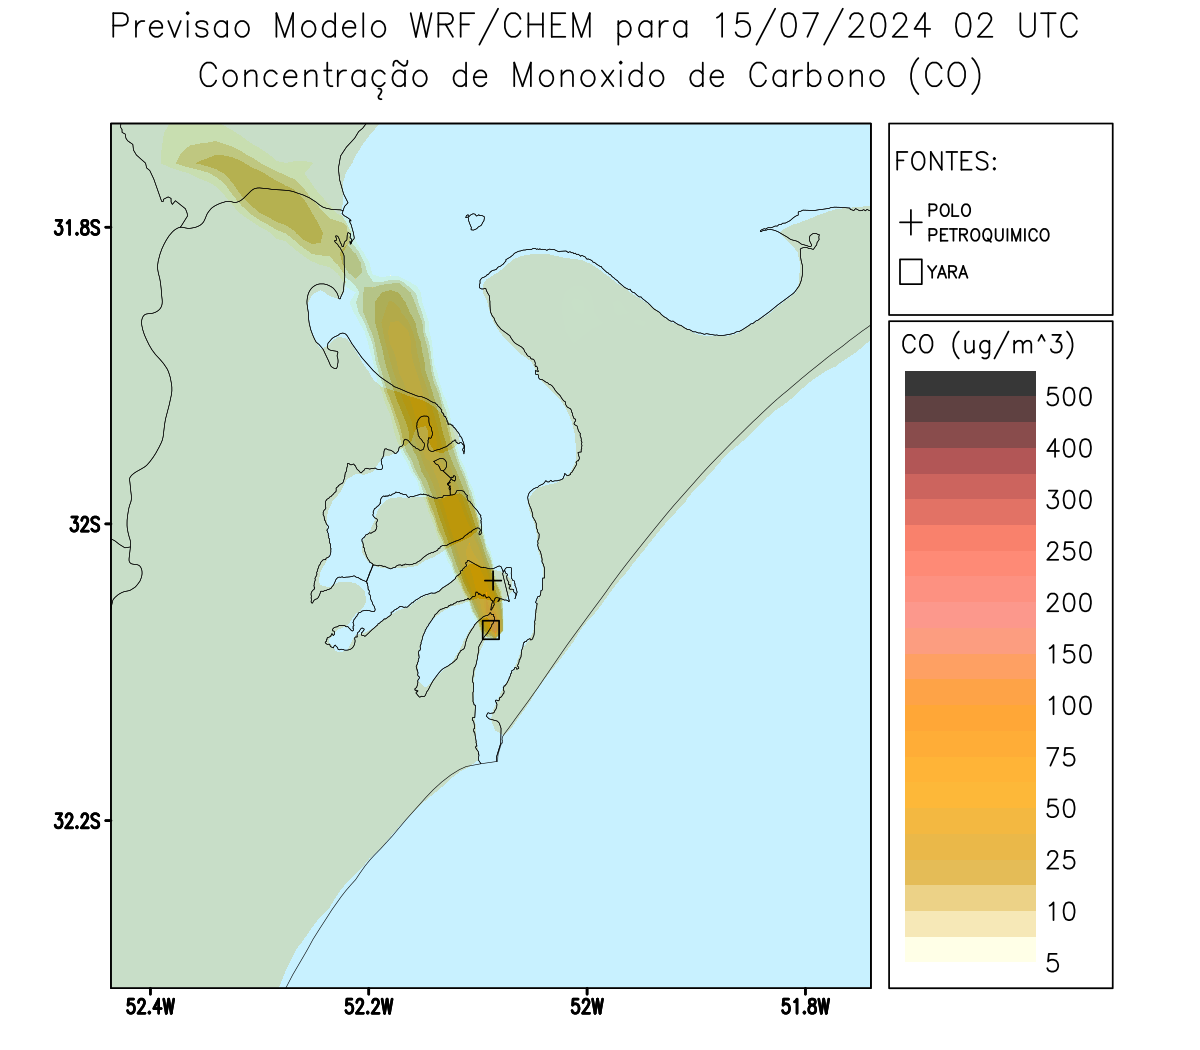 Previsao Modelo WRF/CHEM para 15/07/2024 02 UTC
Concentração de Monoxido de Carbono (CO)
FONTES:
POLO
PETROQUIMICO
YARA
CO (ug/m^3)
500
400
300
250
200
150
100
75
50
25
10
5
31.8S
32S
32.2S
52.4W
52.2W
52W
51.8W